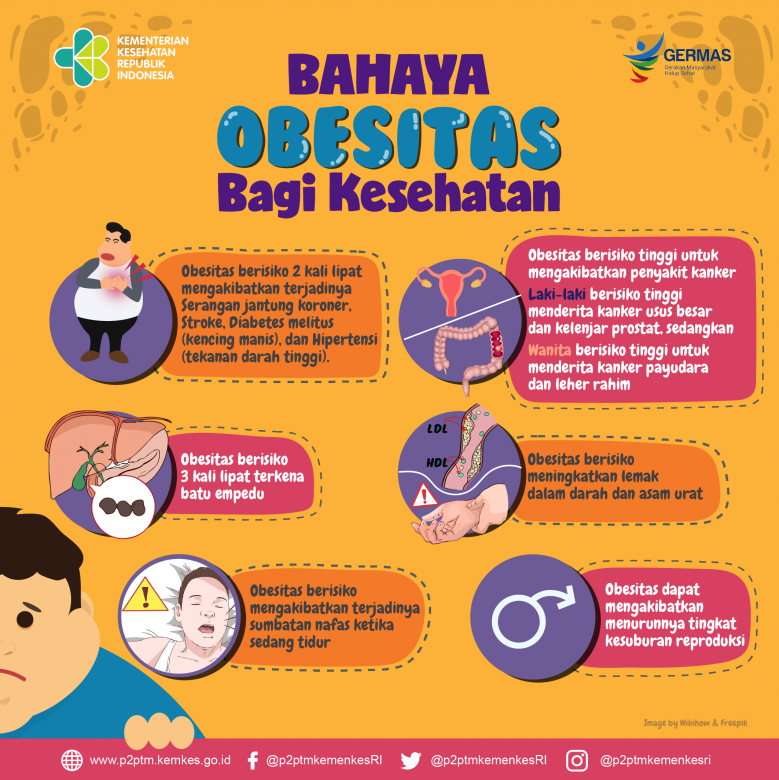 KEMENTERIAN
KESEHATAN
REPUBLIK
INDONESIA
GERMAS
Gerakan Masyarakat
Hidup Sehat
BAHAYA
OBESITAS
Bagi Kesehatan
Obesitas berisiko 2 kali lipat
mengakibatkan terjadinya
Serangan jantung koroner,
Stroke, Diabetes melitus
(kencing manis), dan Hipertensi
(tekanan darah tinggi).
Obesitas berisiko tinggi untuk
mengakibatkan penyakit kanker
Laki-laki berisiko tinggi
menderita kanker usus besar
dan kelenjar prostat, sedangkan
Wanita berisiko tinggi untuk
menderita kanker payudara
dan leher rahim
Obesitas berisiko
3 kali lipat terkena
batu empedu
LDL
HDL
Obesitas berisiko
meningkatkan lemak
dalam darah dan asam urat
Obesitas berisiko
mengakibatkan terjadinya
sumbatan nafas ketika
sedang tidur
Obesitas dapat
mengakibatkan
menurunnya tingkat
kesuburan reproduksi
Image by Wikihow & Freepik
www.p2ptm.kemkes.go.id
@p2ptmkemenkesRI
@p2ptmkemenkesRI
@p2ptmkemenkesri